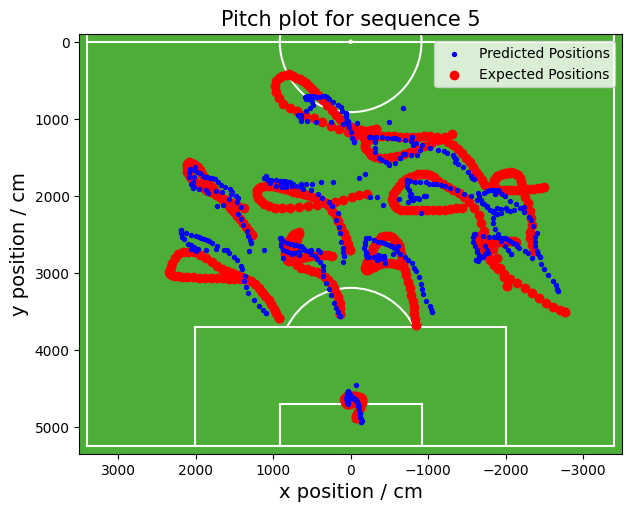 Pitch plot for sequence 5
Predicted Positions
Expected Positions
0
1000
2000
3000
4000
5000
y position / cm
3000 2000 1000 0 −1000 −2000 −3000
x position / cm